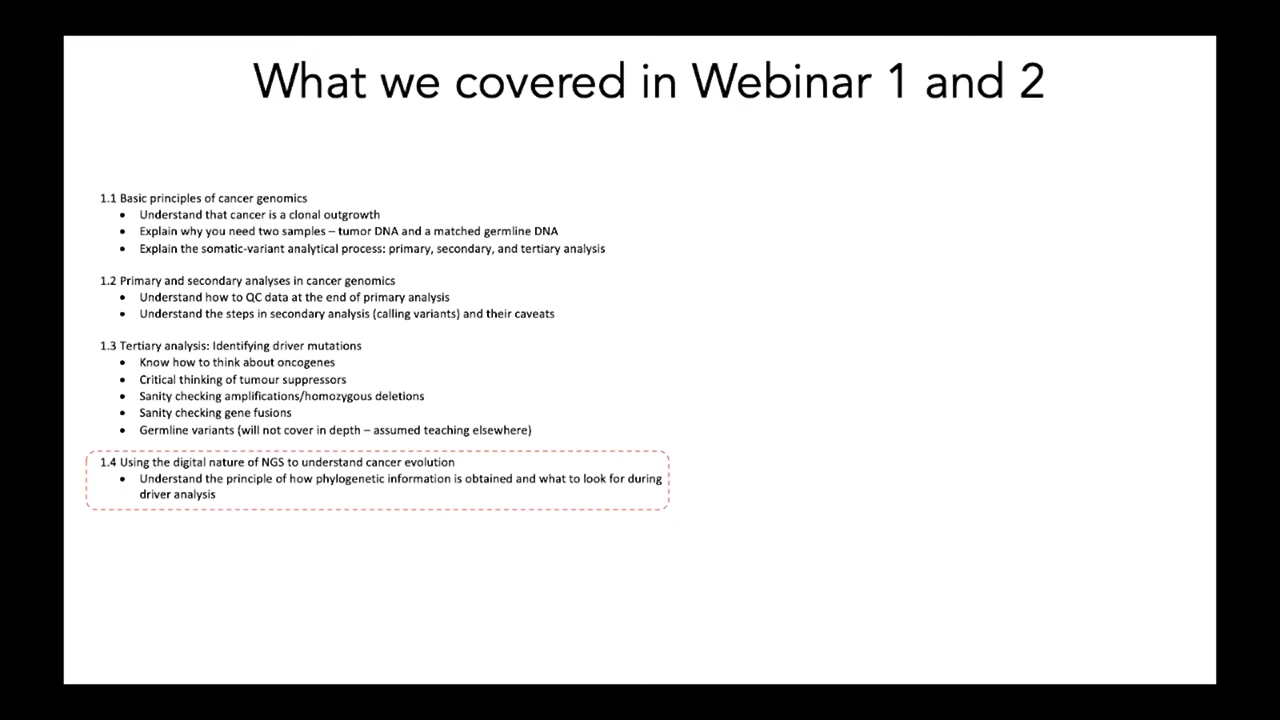 What we covered in Webinar 1 and 2
1.1 Basic principles of cancer genomics
• Understand that cancer is a clonal outgrowth
• Explain why you need two samples – tumor DNA and a matched germline DNA
• Explain the somatic-variant analytical process: primary, secondary, and tertiary analysis
1.2 Primary and secondary analyses in cancer genomics
• Understand how to QC data at the end of primary analysis
• Understand the steps in secondary analysis (calling variants) and their caveats
1.3 Tertiary analysis: Identifying driver mutations
• Know how to think about oncogenes
• Critical thinking of tumour suppressors
• Sanity checking amplifications/homozygous deletions
• Sanity checking gene fusions
• Germline variants (will not cover in depth – assumed teaching elsewhere)
1.4 Using the digital nature of NGS to understand cancer evolution
• Understand the principle of how phylogenetic information is obtained and what to look for during
driver analysis